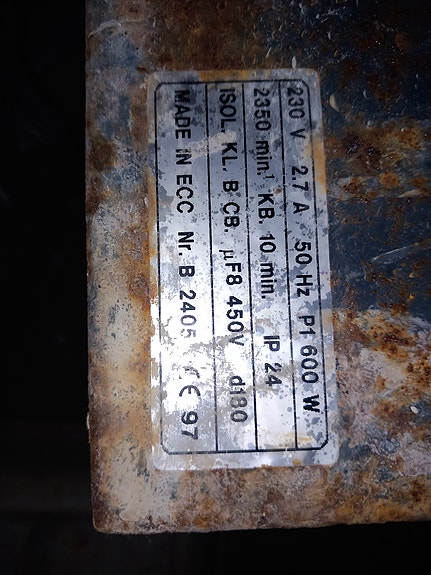 230 V 2.7 A 50 Hz P1 600 W
2350 min.⁻¹ KB. 10 min. IP 24
ISOL. KL. B CB. µF8 450V d180
MADE IN ECC Nr. B 2405 CE 97